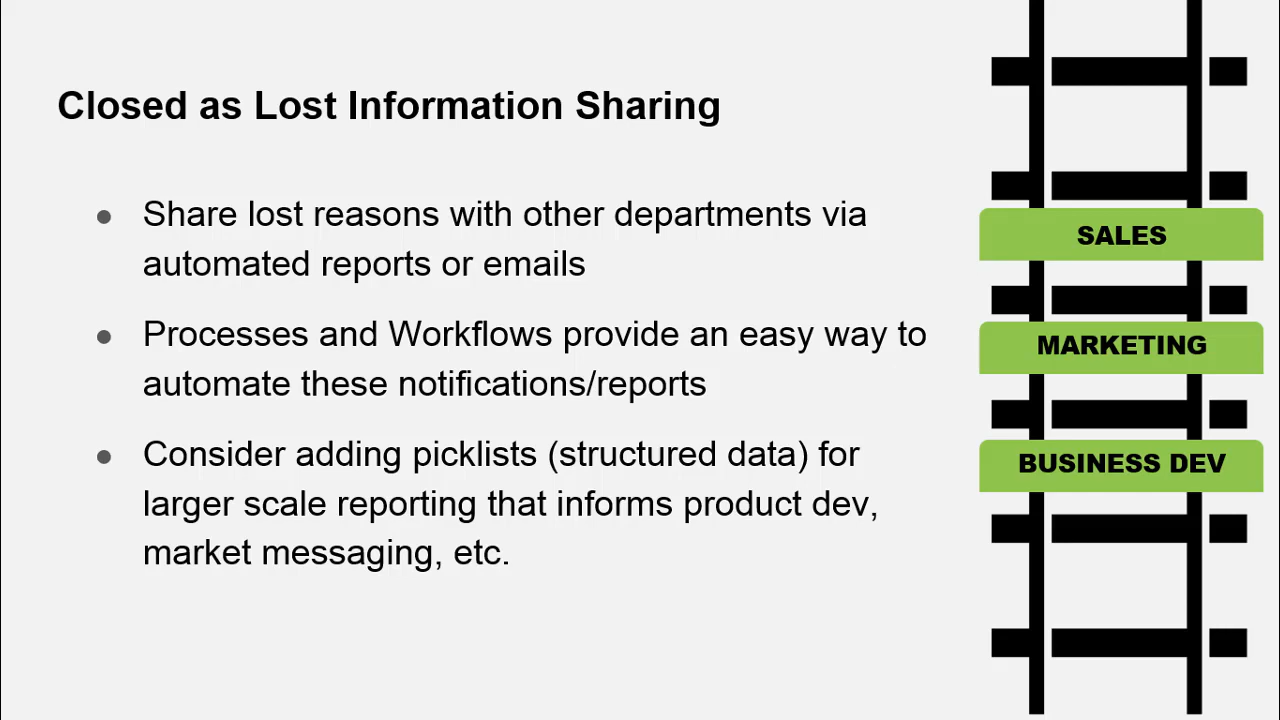 Closed as Lost Information Sharing
Share lost reasons with other departments via
automated reports or emails
Processes and Workflows provide an easy way to
automate these notifications/reports
Consider adding picklists (structured data) for
larger scale reporting that informs product dev,
market messaging, etc.
SALES
MARKETING
BUSINESS DEV